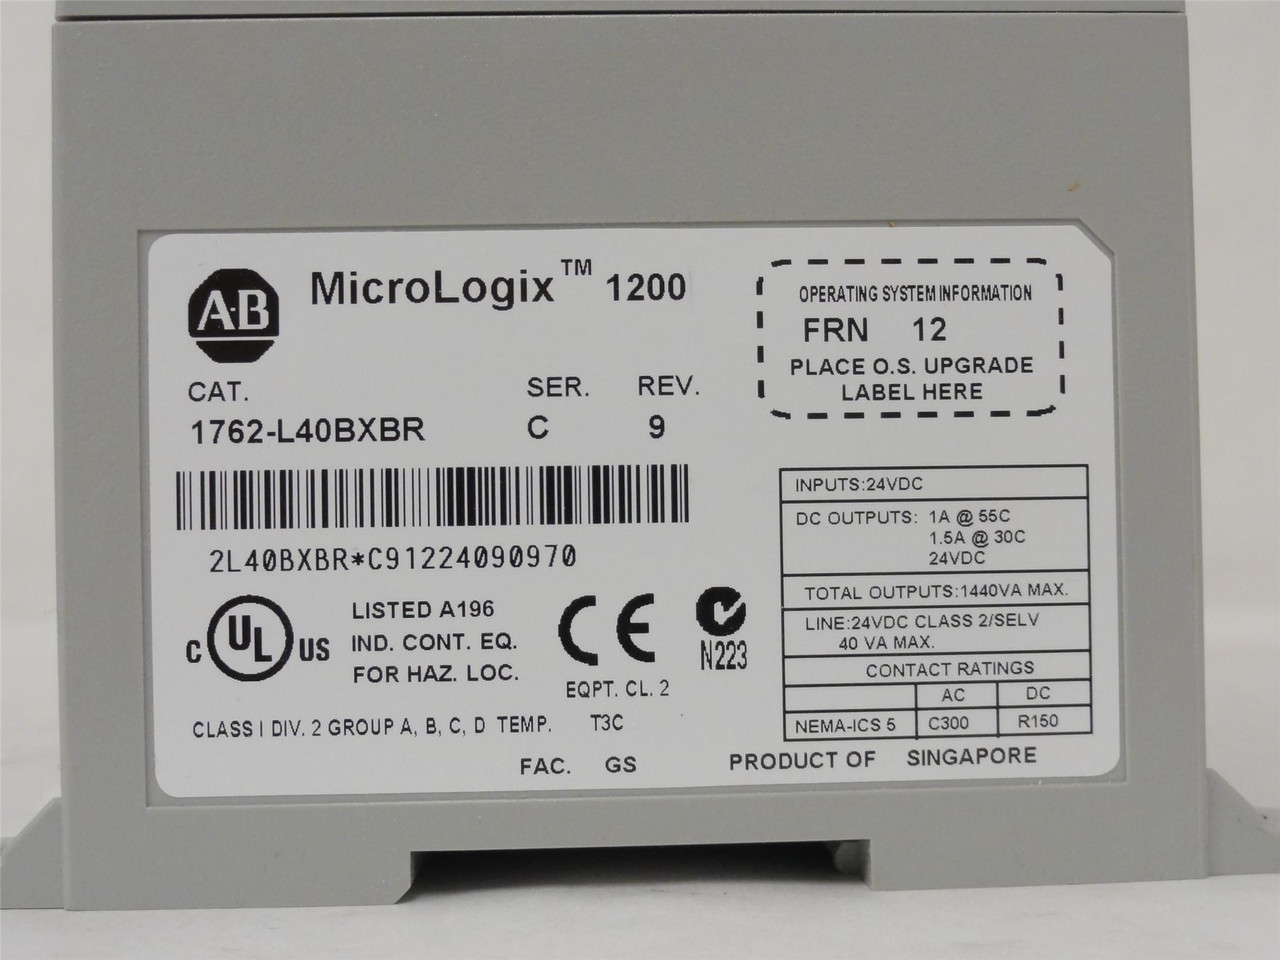 A-B
MicroLogix™ 1200
CAT.
SER.
REV.
1762-L40BXBR
C
9
2L40BXBR*C91224090970
OPERATING SYSTEM INFORMATION
FRN 12
PLACE O.S. UPGRADE
LABEL HERE
C UL US
LISTED A196
IND. CONT. EQ.
FOR HAZ. LOC.
CE
EQPT. CL. 2
N223
CLASS I DIV. 2 GROUP A, B, C, D TEMP. T3C
FAC. GS
INPUTS:24VDC
DC OUTPUTS: 1A @ 55C
1.5A @ 30C
24VDC
TOTAL OUTPUTS:1440VA MAX.
LINE:24VDC CLASS 2/SELV
40 VA MAX.
CONTACT RATINGS
AC DC
NEMA-ICS 5 C300 R150
PRODUCT OF SINGAPORE